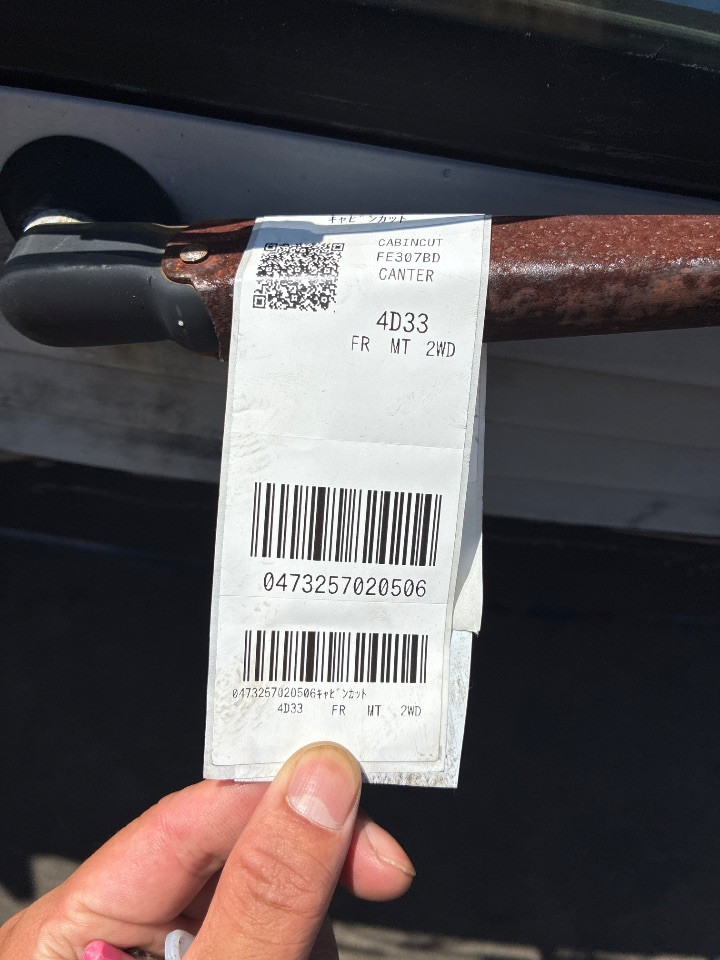 キャビンカット
CABINCUT
FE307BD
CANTER
4D33
FR MT 2WD
0473257020506
0473257020506ｷｬﾋﾞﾝｶｯﾄ
4D33 FR MT 2WD